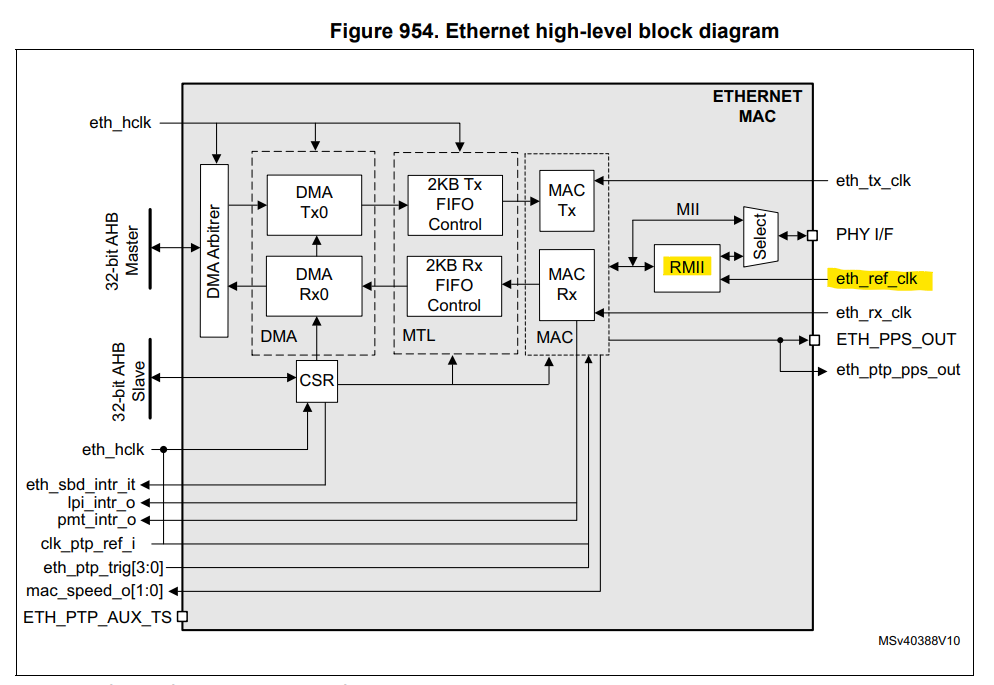 Figure 954. Ethernet high-level block diagram
ETHERNET
MAC
eth_hclk
32-bit AHB
Master
DMA Arbitrer
DMA
Tx0
2KB Tx
FIFO
Control
MAC
Tx
eth_tx_clk
MII
Select
PHY I/F
DMA
Rx0
2KB Rx
FIFO
Control
MAC
Rx
RMII
eth_ref_clk
eth_rx_clk
DMA
MTL
MAC
ETH_PPS_OUT
eth_ptp_pps_out
32-bit AHB
Slave
CSR
eth_hclk
eth_sbd_intr_it
lpi_intr_o
pmt_intr_o
clk_ptp_ref_i
eth_ptp_trig[3:0]
mac_speed_o[1:0]
ETH_PTP_AUX_TS
MSv40388V10